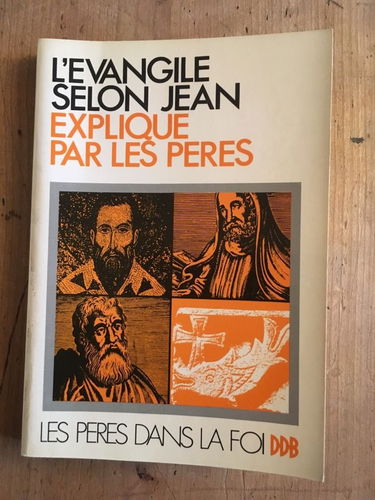 L'EVANGILE
SELON JEAN
EXPLIQUE
PAR LES PERES
LES PERES DANS LA FOI DDB